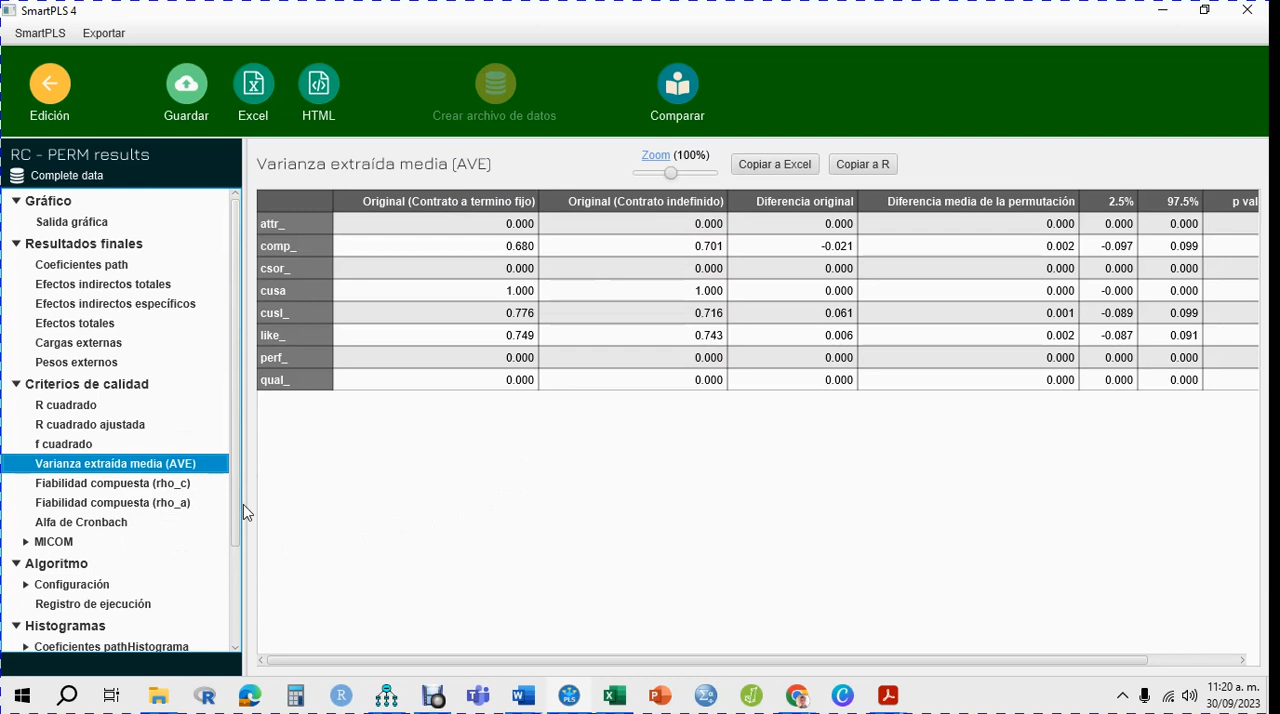 SmartPLS 4
SmartPLS Exportar
Edición Guardar Excel HTML Crear archivo de datos Comparar
RC - PERM results
Complete data
Gráfico
Salida gráfica
Resultados finales
Coeficientes path
Efectos indirectos totales
Efectos indirectos específicos
Efectos totales
Cargas externas
Pesos externos
Criterios de calidad
R cuadrado
R cuadrado ajustada
f cuadrado
Varianza extraída media (AVE)
Fiabilidad compuesta (rho_c)
Fiabilidad compuesta (rho_a)
Alfa de Cronbach
MICOM
Algoritmo
Configuración
Registro de ejecución
Histogramas
Coeficientes pathHistograma
Varianza extraída media (AVE) Zoom (100%) Copiar a Excel Copiar a R
Original (Contrato a termino fijo) Original (Contrato indefinido) Diferencia original Diferencia media de la permutación 2.5% 97.5% p val
attr_ 0.000 0.000 0.000 0.000 0.000 0.000
comp_ 0.680 0.701 -0.021 0.002 -0.097 0.099
csor_ 0.000 0.000 0.000 0.000 0.000 0.000
cusa 1.000 1.000 0.000 0.000 -0.000 0.000
cusl_ 0.776 0.716 0.061 0.001 -0.089 0.099
like_ 0.749 0.743 0.006 0.002 -0.087 0.091
perf_ 0.000 0.000 0.000 0.000 0.000 0.000
qual_ 0.000 0.000 0.000 0.000 0.000 0.000
11:20 a. m.
30/09/2023